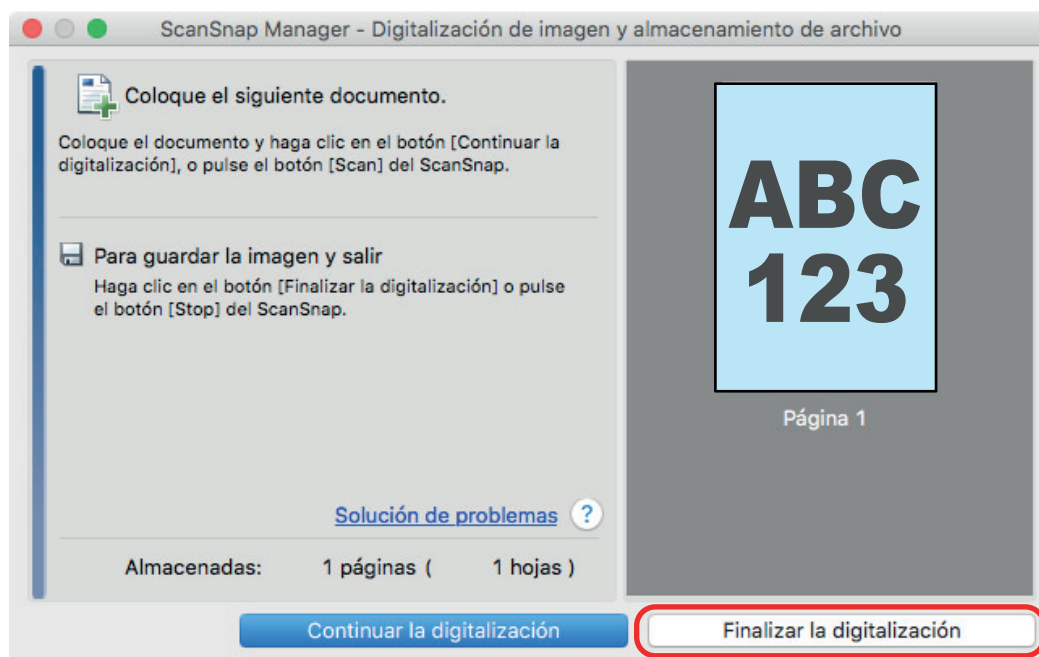 ScanSnap Manager - Digitalización de imagen y almacenamiento de archivo
Coloque el siguiente documento.
Coloque el documento y haga clic en el botón [Continuar la
digitalización], o pulse el botón [Scan] del ScanSnap.
Para guardar la imagen y salir
Haga clic en el botón [Finalizar la digitalización] o pulse
el botón [Stop] del ScanSnap.
Solución de problemas ?
Almacenadas: 1 páginas ( 1 hojas )
ABC
123
Página 1
Continuar la digitalización
Finalizar la digitalización